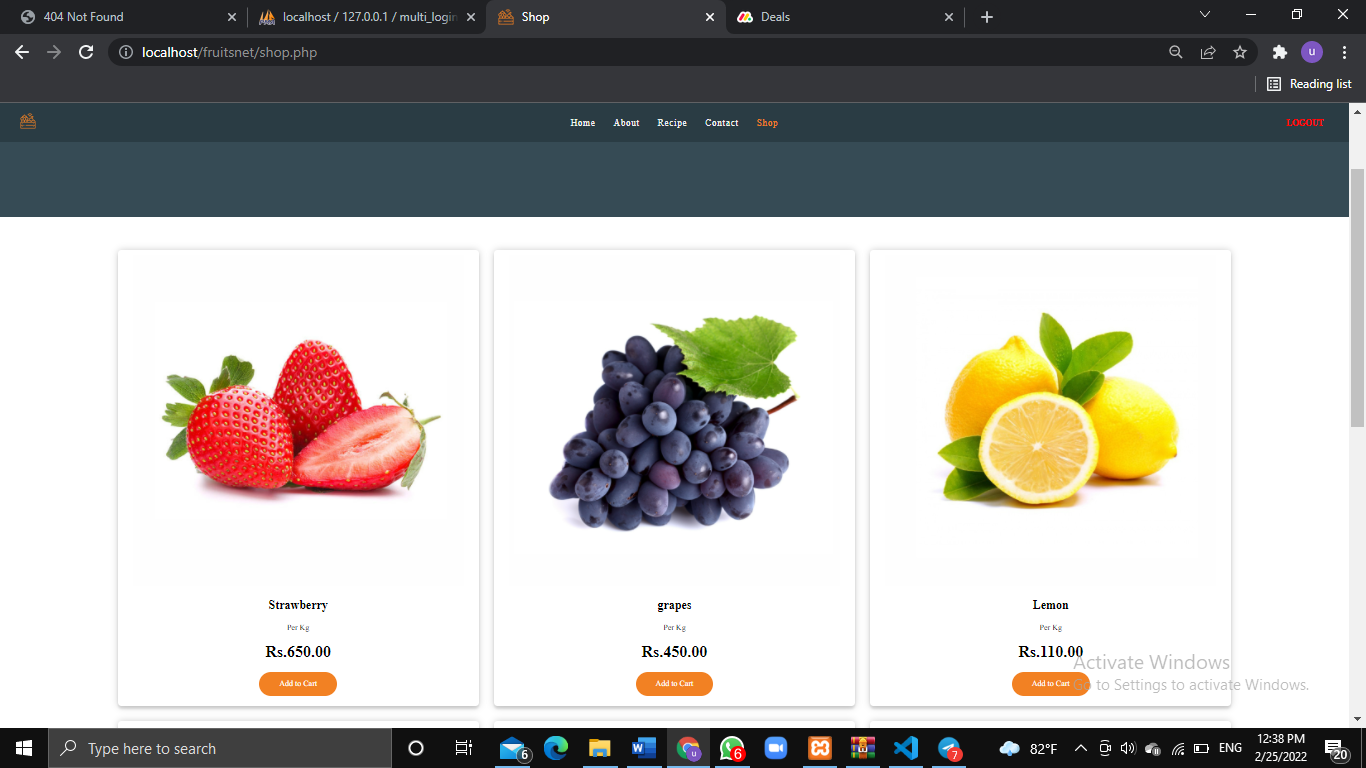 404 Not Found
localhost / 127.0.0.1 / multi_login
Shop
Deals
localhost/fruitsnet/shop.php
u
Reading list
Home About Recipe Contact Shop
LOGOUT
Strawberry
Per Kg
Rs.650.00
Add to Cart
grapes
Per Kg
Rs.450.00
Add to Cart
Lemon
Per Kg
Rs.110.00
Add to Cart
Activate Windows
Go to Settings to activate Windows.
Type here to search
6
W
u
6
7
82°F
ENG
12:38 PM
2/25/2022
20